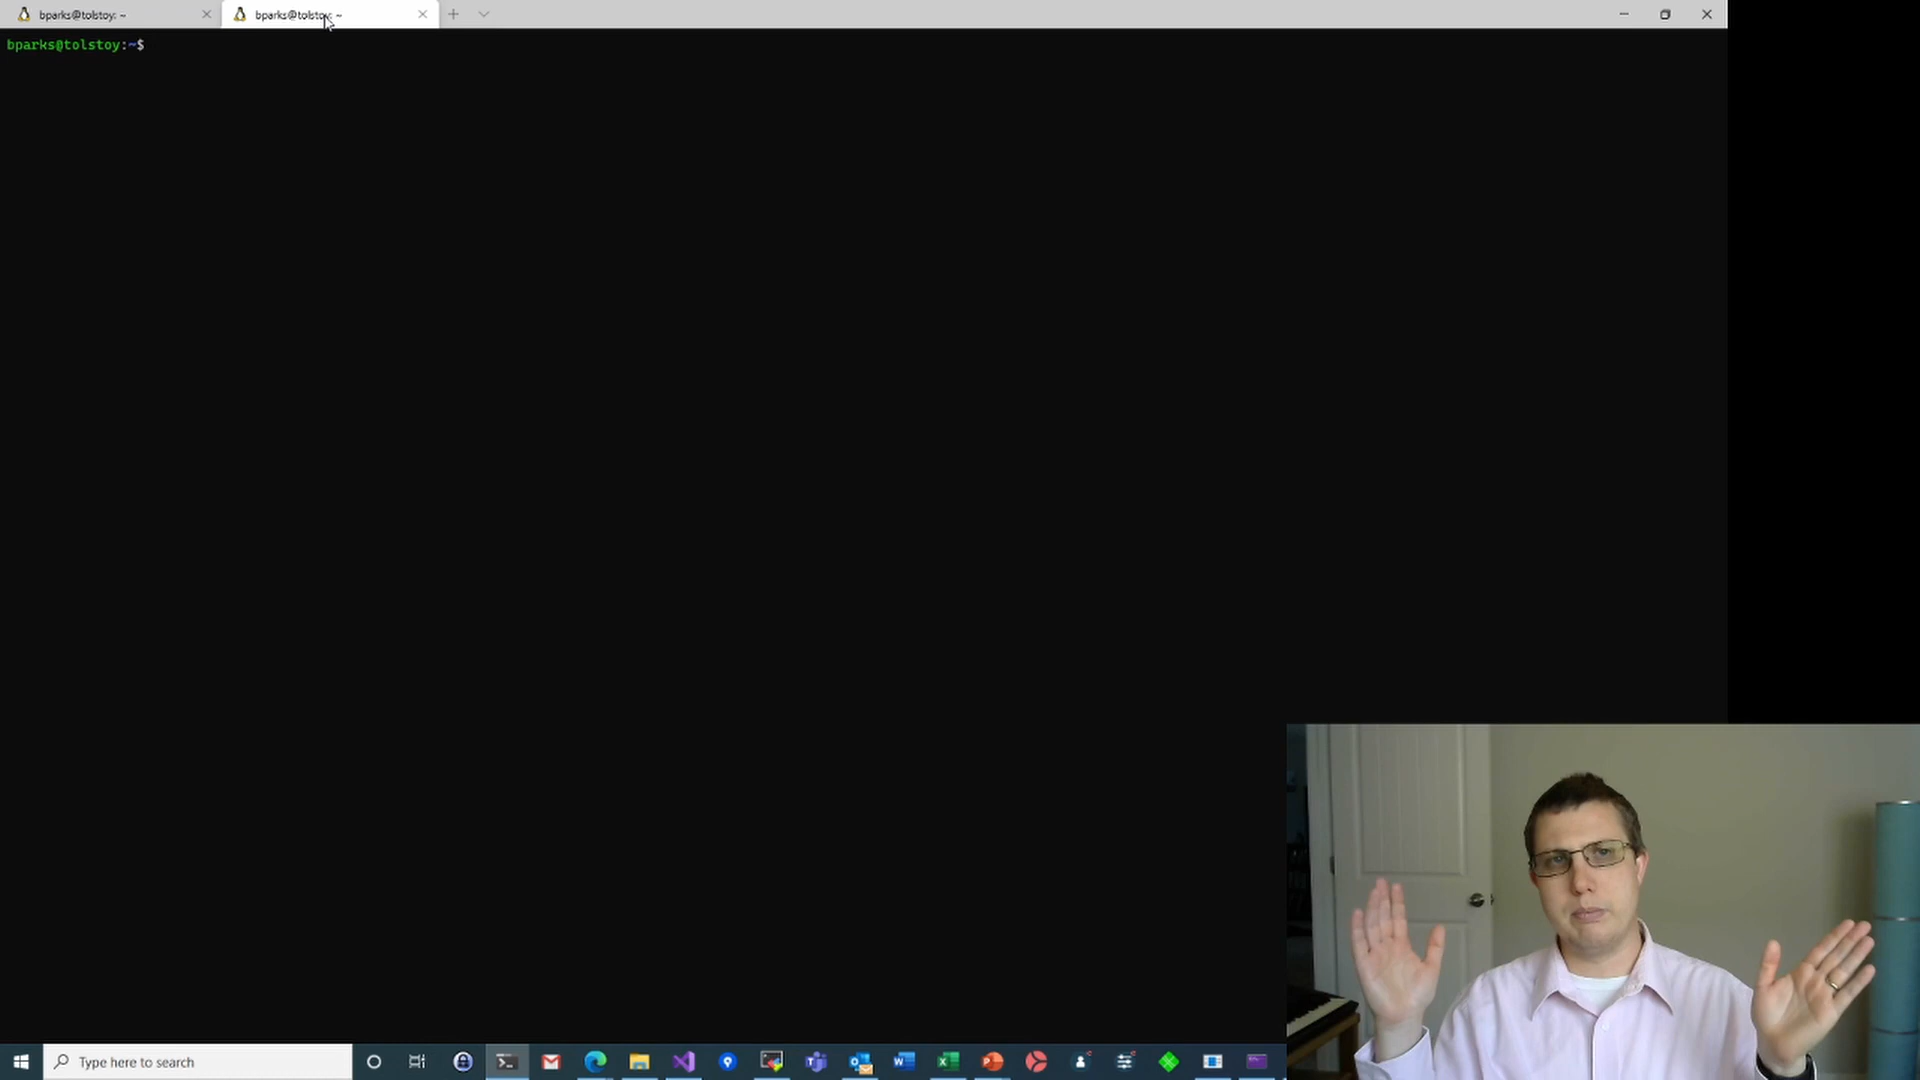 bparks@tolstoy: ~
bparks@tolstoy: ~
bparks@tolstoy:~$
Type here to search